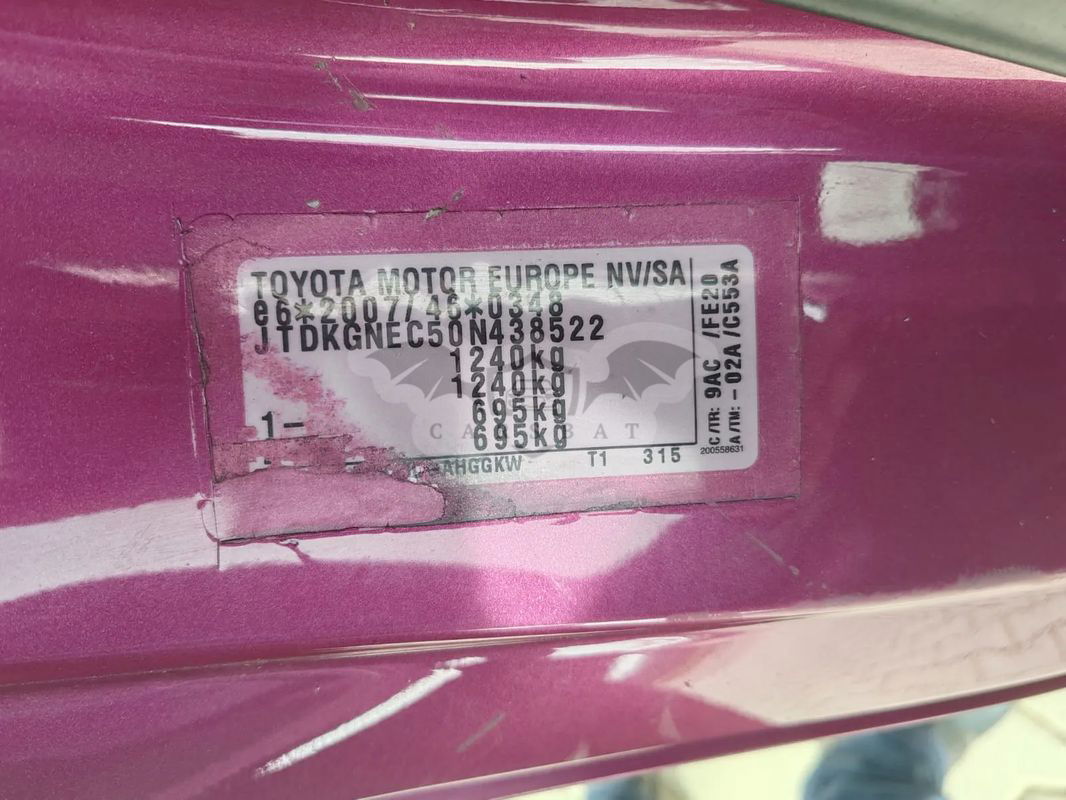 TOYOTA MOTOR EUROPE NV/SA
e6*2007/46*0348
JTDKGNEC50N438522
1240kg
1240kg
1- 695kg
695kg
AHGGKW T1 315
C/TR: 9AC /FE20
A/TM: -02A /C553A
200558631
CARSBAT